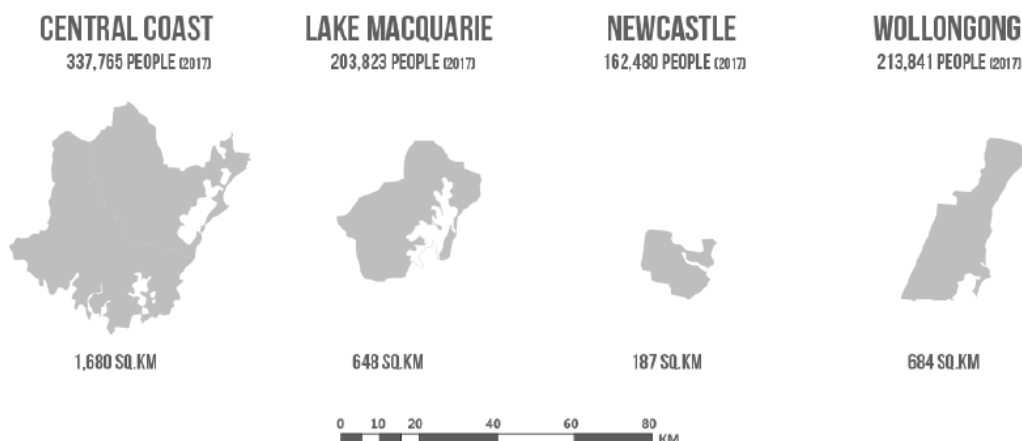 CENTRAL COAST
337,765 PEOPLE (2017)
LAKE MACQUARIE
203,823 PEOPLE (2017)
NEWCASTLE
162,480 PEOPLE (2017)
WOLLONGONG
213,841 PEOPLE (2017)
1,680 SQ.KM
648 SQ.KM
187 SQ.KM
684 SQ.KM
0 10 20 40 60 80
KM